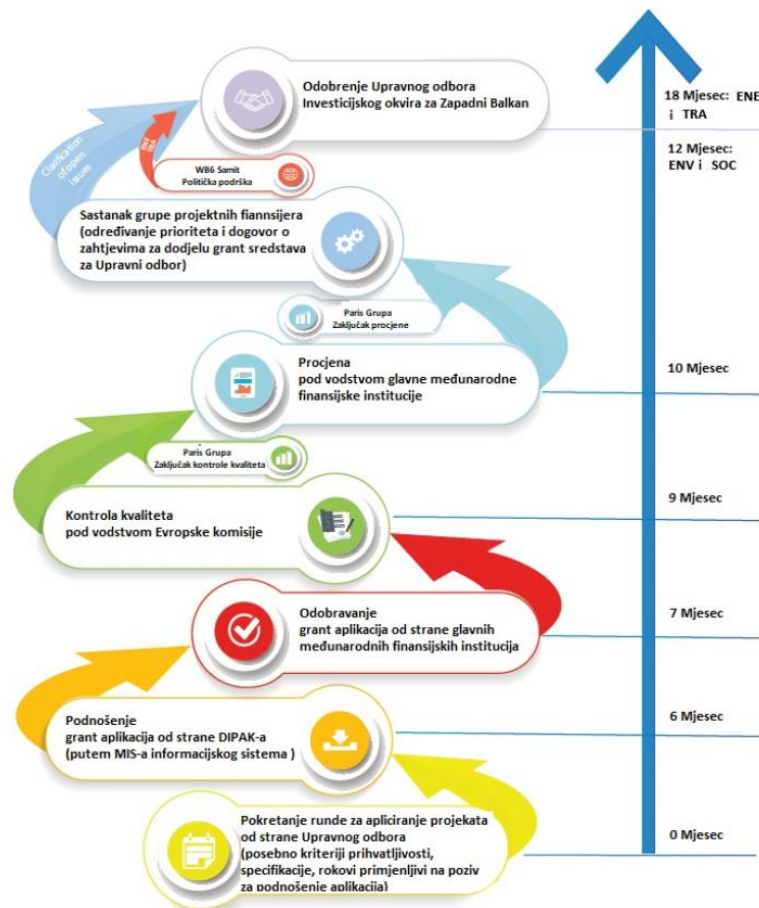 Odobrenje Upravnog odbora
Investicijskog okvira za Zapadni Balkan
18 Mjesec: ENE
i TRA
12 Mjesec:
ENV i SOC
Clarification
of open
issues
ENE
TRA
WB6 Samit
Politička podrška
Sastanak grupe projektnih fiannsijera
(određivanje prioriteta i dogovor o
zahtjevima za dodjelu grant sredstava
za Upravni odbor)
Paris Grupa
Zaključak procjene
Procjena
pod vodstvom glavne međunarodne
finansijske institucije
10 Mjesec
Paris Grupa
Zaključak kontrole kvaliteta
Kontrola kvaliteta
pod vodstvom Evropske komisije
9 Mjesec
Odobravanje
grant aplikacija od strane glavnih
međunarodnih finansijskih institucija
7 Mjesec
Podnošenje
grant aplikacija od strane DIPAK-a
(putem MIS-a informacijskog sistema )
6 Mjesec
Pokretanje runde za apliciranje projekata
od strane Upravnog odbora
(posebno kriteriji prihvatljivosti,
specifikacije, rokovi primjenljivi na poziv
za podnošenje aplikacija)
0 Mjesec